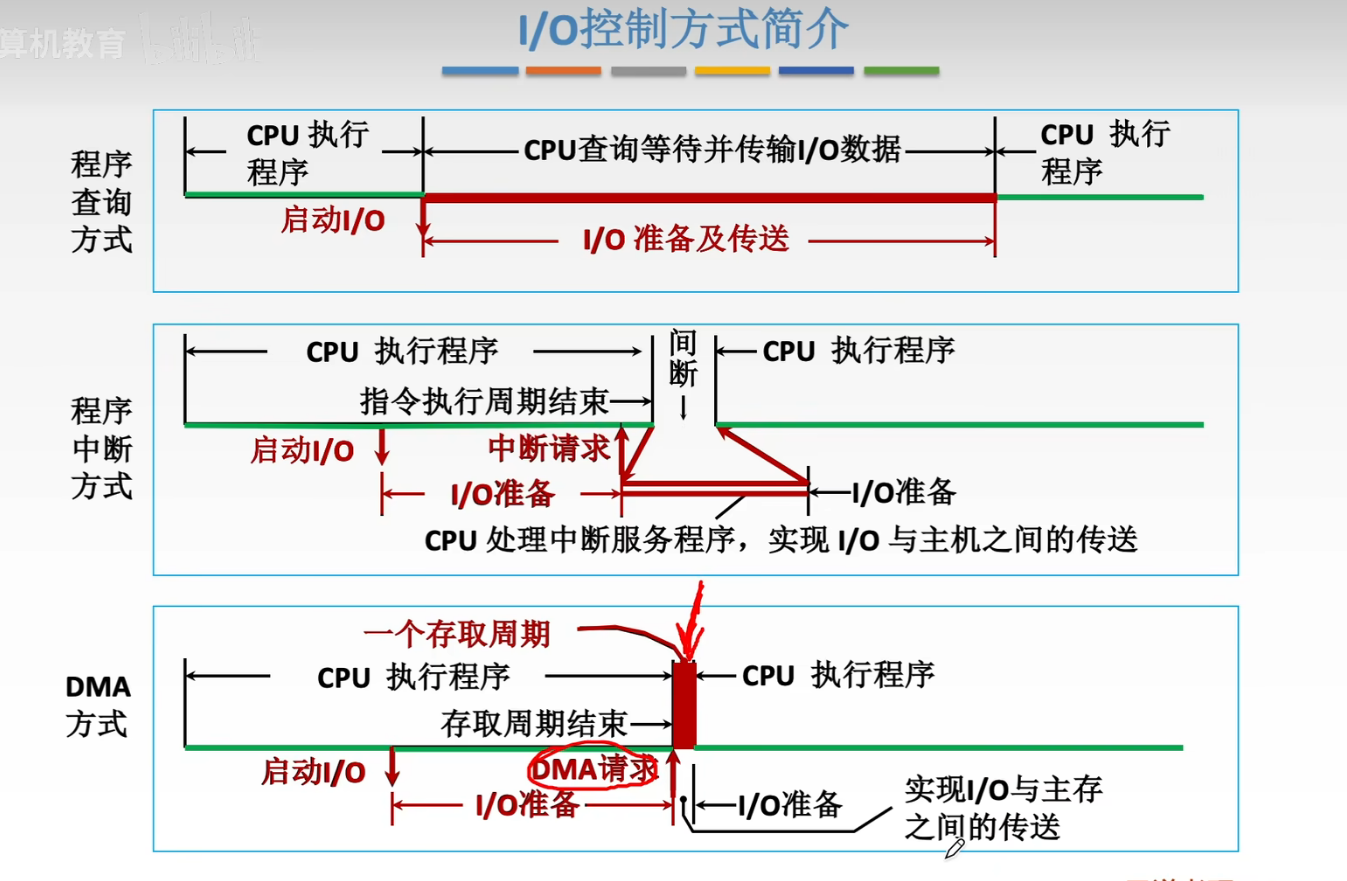 算机教育
I/O控制方式简介
程序
查询
方式
CPU 执行
程序
CPU查询等待并传输I/O数据
CPU 执行
程序
启动I/O
I/O 准备及传送
程序
中断
方式
CPU 执行程序
间
断
CPU 执行程序
指令执行周期结束
启动I/O
中断请求
I/O准备
I/O准备
CPU 处理中断服务程序，实现 I/O 与主机之间的传送
DMA
方式
一个存取周期
CPU 执行程序
CPU 执行程序
存取周期结束
启动I/O
DMA请求
I/O准备
I/O准备
实现I/O与主存
之间的传送